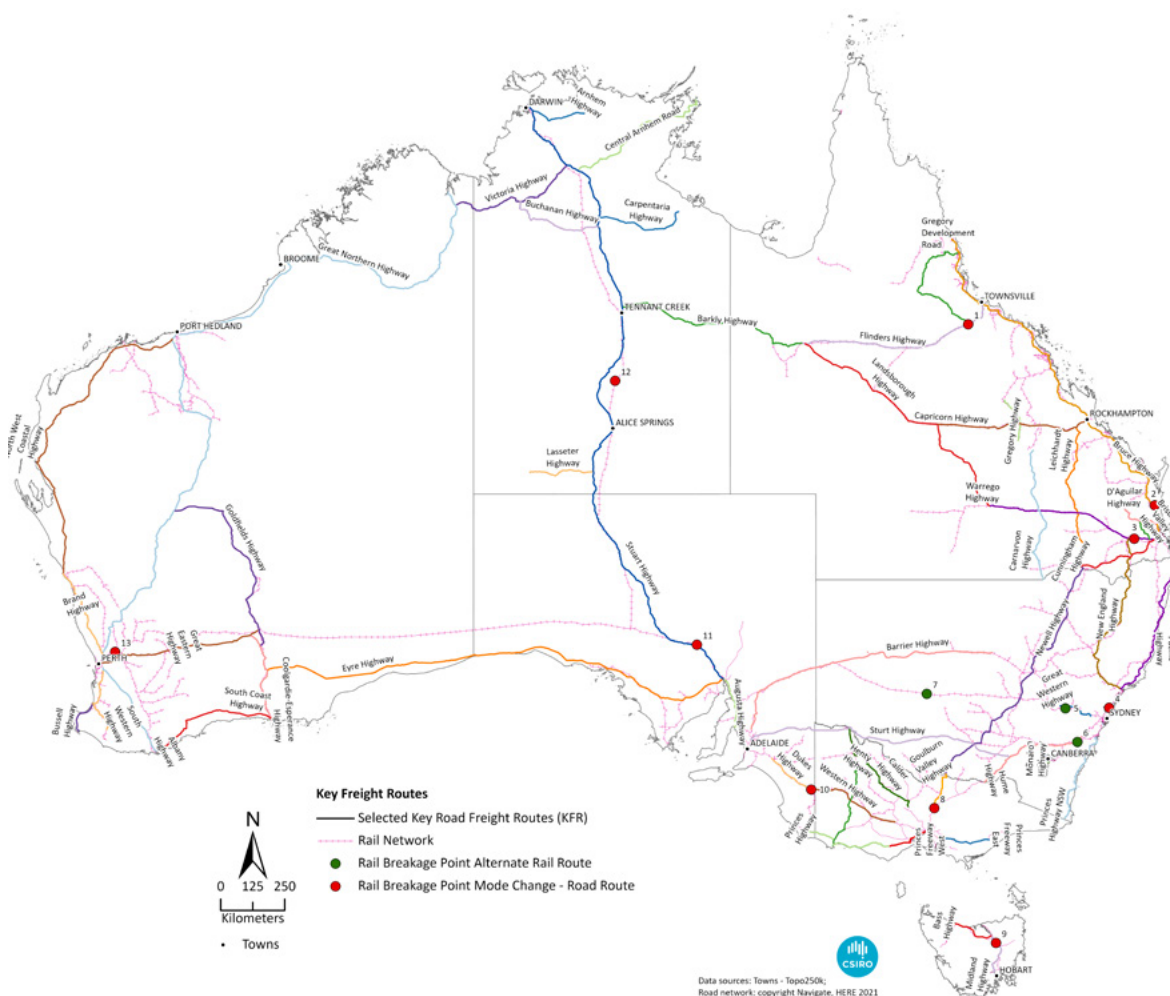 DARWIN
Arnhem
Highway
Central Arnhem Road
Victoria Highway
Buchanan Highway
Carpentaria
Highway
Gregory
Development
Road
BROOME
Great Northern Highway
TOWNSVILLE
1
TENNANT CREEK
Barkly Highway
Flinders Highway
PORT HEDLAND
Landsborough
Highway
12
North West
Coastal
Highway
ALICE SPRINGS
Capricorn Highway
Gregory Highway
Leichhardt
Highway
ROCKHAMPTON
Bruce Highway
Lasseter
Highway
Warrego
Highway
D'Aguilar
Highway
2
Valley
Highway
3
Goldfields Highway
Carnarvon
Highway
Cunningham
Highway
Stuart Highway
Newell Highway
New England
Highway
Highway
Brand
Highway
13
PERTH
Great
Eastern
Highway
11
Barrier Highway
Eyre Highway
Coolgardie-Esperance
Highway
South Coast
Highway
Bussell
Highway
South
Western
Highway
Albany
Highway
Augusta Highway
7
Great
Western
Highway
5
4
SYDNEY
6
ADELAIDE
Sturt Highway
CANBERRA
Monaro
Highway
Goulburn
Valley
Highway
Calder
Highway
Henty
Highway
Hume
Highway
Dukes
Highway
Western Highway
10
8
Princes
Highway
Princes
Freeway
West
Princes
Freeway
East
Princes
Highway NSW
Key Freight Routes
Selected Key Road Freight Routes (KFR)
Rail Network
Rail Breakage Point Alternate Rail Route
Rail Breakage Point Mode Change - Road Route
N
0 125 250
Kilometers
Towns
Bass
Highway
9
Midland
Highway
HOBART
CSIRO
Data sources: Towns - Topo250k;
Road network: copyright Navigate, HERE 2021